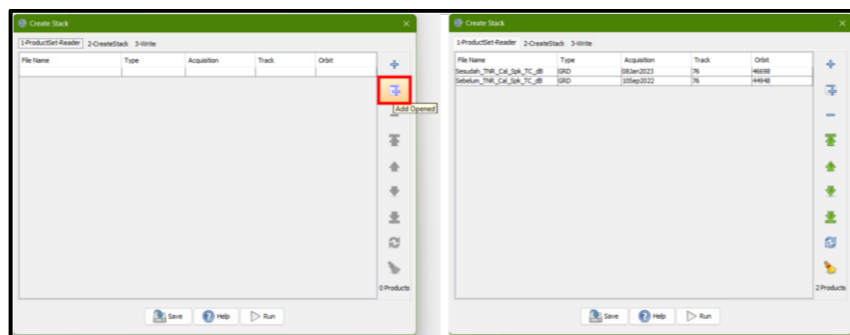 Create Stack
1-ProductSet-Reader 2-CreateStack 3-Write
File Name Type Acquisition Track Orbit
Add Opened
0 Products
Save Help Run
Create Stack
1-ProductSet-Reader 2-CreateStack 3-Write
File Name Type Acquisition Track Orbit
Sesudah_TNR_Cal_Spk_TC_dB GRD 08Jan2023 76 46698
Sebelum_TNR_Cal_Spk_TC_dB GRD 10Sep2022 76 44948
2 Products
Save Help Run